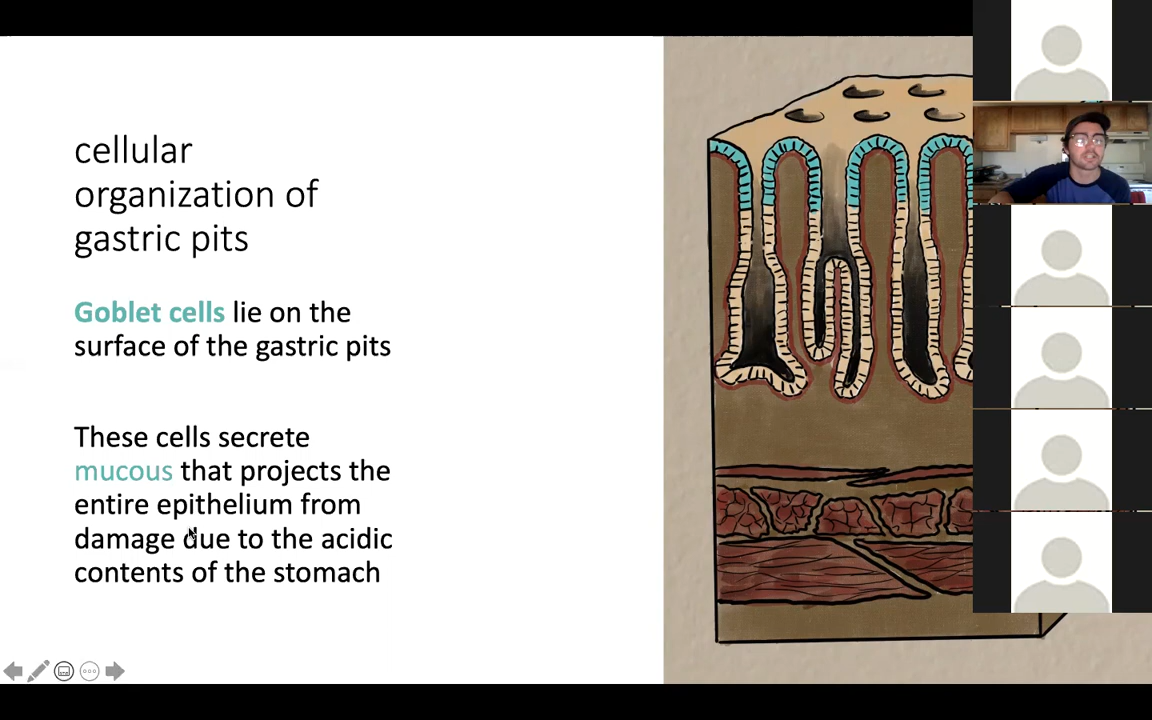 cellular
organization of
gastric pits
Goblet cells lie on the
surface of the gastric pits
These cells secrete
mucous that projects the
entire epithelium from
damage due to the acidic
contents of the stomach